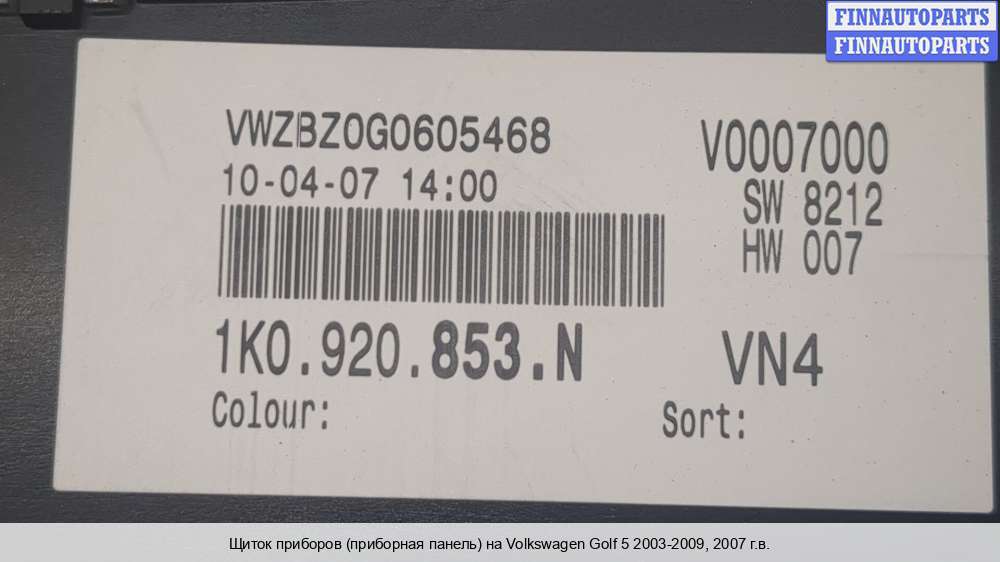 FINNAUTOPARTS
FINNAUTOPARTS
VWZBZ0G0605468
10-04-07 14:00
V0007000
SW 8212
HW 007
1K0.920.853.N
VN4
Colour:
Sort:
Щиток приборов (приборная панель) на Volkswagen Golf 5 2003-2009, 2007 г.в.